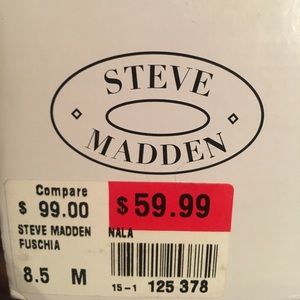 STEVE
MADDEN
Compare
$ 99.00
$59.99
STEVE MADDEN NALA
FUSCHIA
8.5 M
15-1 125 378